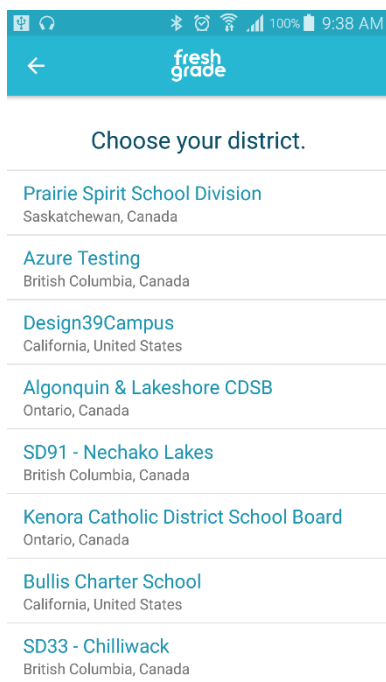 100% 9:38 AM
fresh
grade
Choose your district.
Prairie Spirit School Division
Saskatchewan, Canada
Azure Testing
British Columbia, Canada
Design39Campus
California, United States
Algonquin & Lakeshore CDSB
Ontario, Canada
SD91 - Nechako Lakes
British Columbia, Canada
Kenora Catholic District School Board
Ontario, Canada
Bullis Charter School
California, United States
SD33 - Chilliwack
British Columbia, Canada